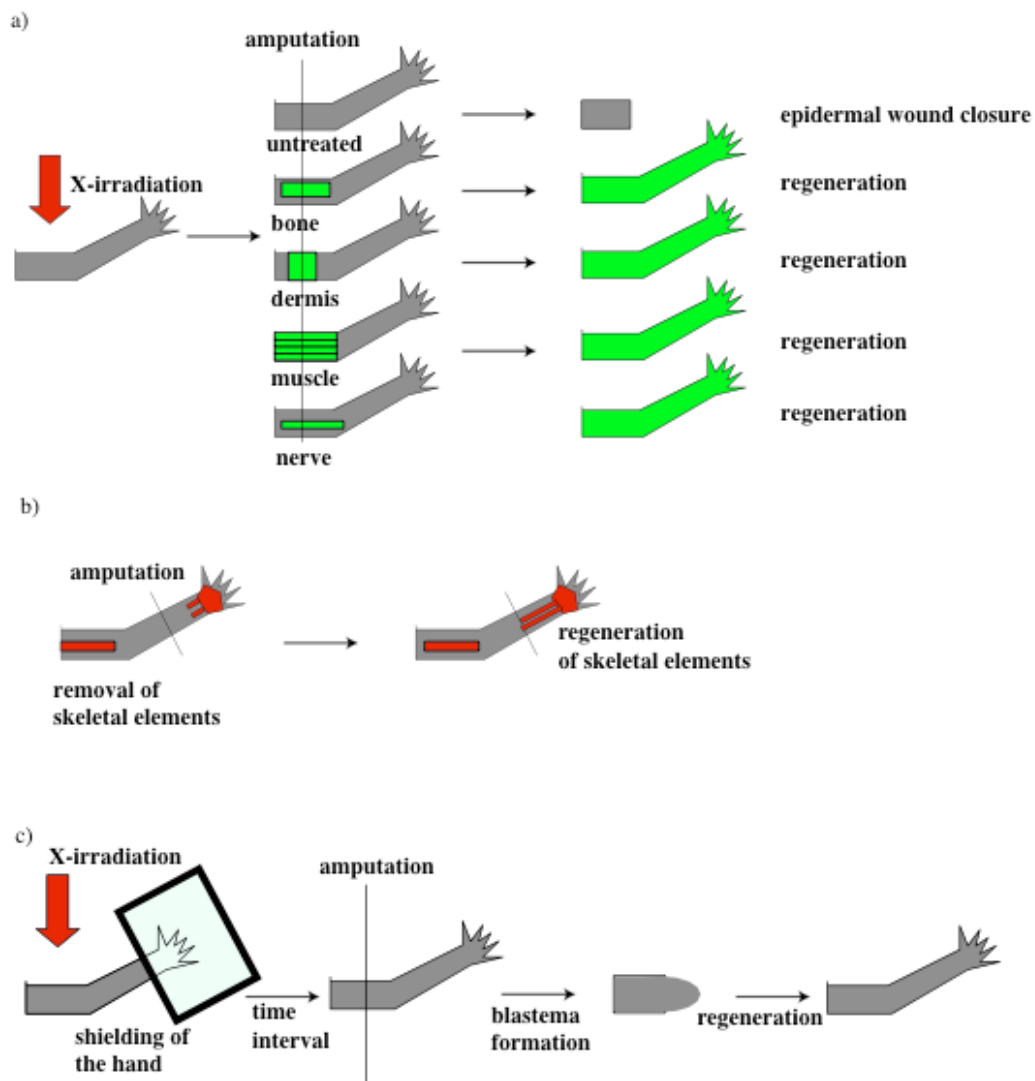 a)
amputation
untreated
epidermal wound closure
X-irradiation
bone
regeneration
dermis
regeneration
muscle
regeneration
nerve
regeneration
b)
amputation
removal of
skeletal elements
regeneration
of skeletal elements
c)
X-irradiation
shielding of
the hand
time
interval
amputation
blastema
formation
regeneration